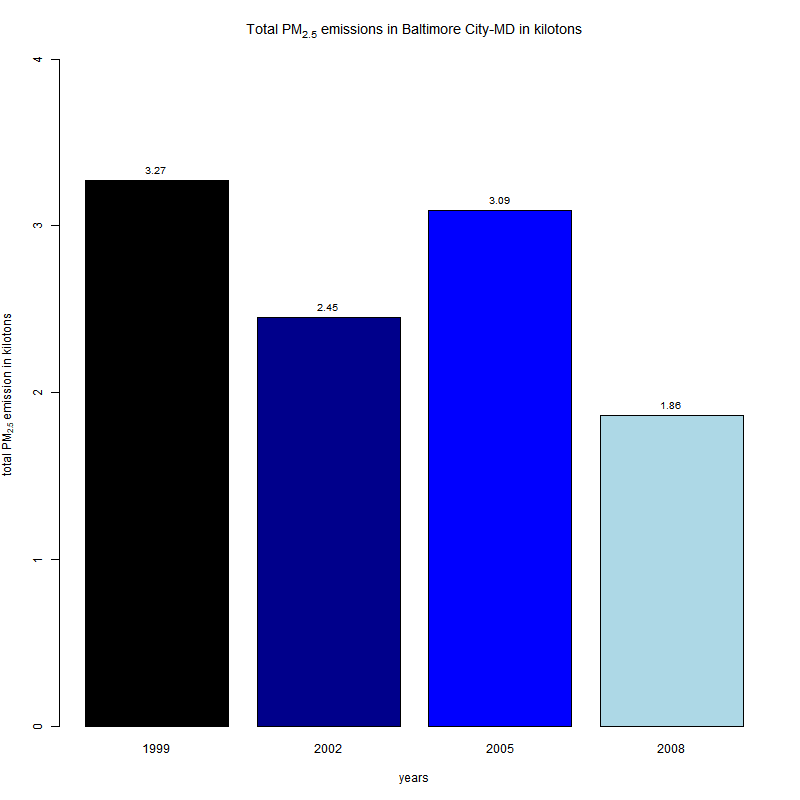 Total PM2.5 emissions in Baltimore City-MD in kilotons
total PM2.5 emission in kilotons
4
3
2
1
0
3.27
2.45
3.09
1.86
1999 2002 2005 2008
years